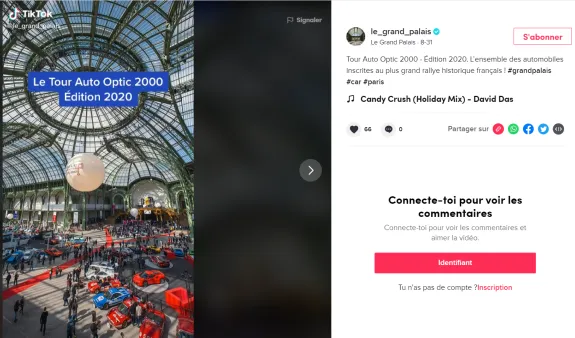 TikTok
le_grand_palais
Signaler
Le Tour Auto Optic 2000
Édition 2020
le_grand_palais
Le Grand Palais · 8-31
S'abonner
Tour Auto Optic 2000 - Édition 2020. L'ensemble des automobiles
inscrites au plus grand rallye historique français ! #grandpalais
#car #paris
Candy Crush (Holiday Mix) - David Das
66
0
Partager sur
Connecte-toi pour voir les
commentaires
Connecte-toi pour voir les commentaires et
aimer la vidéo.
Identifiant
Tu n'as pas de compte ?Inscription